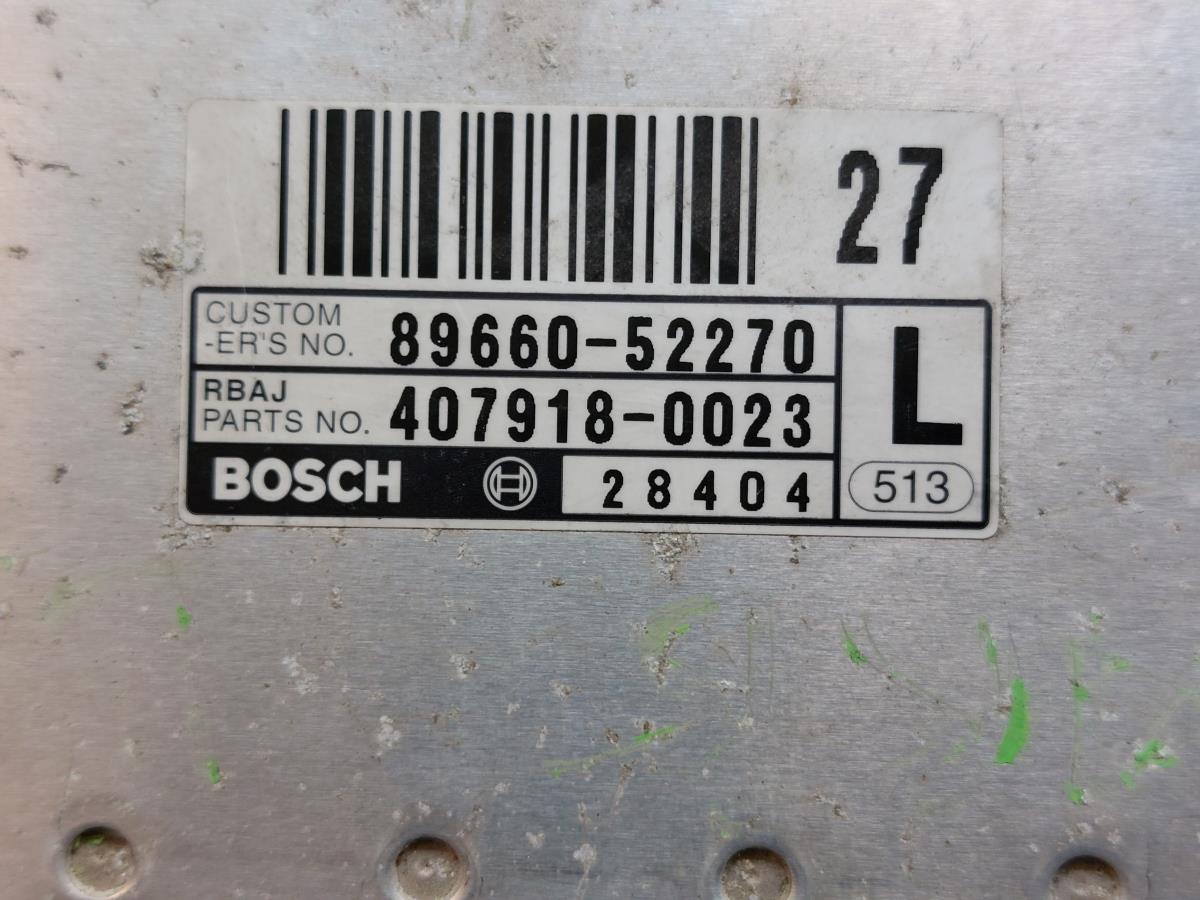 27
CUSTOM
-ER'S NO. 89660-52270
L
RBAJ
PARTS NO. 407918-0023
BOSCH 28404
513